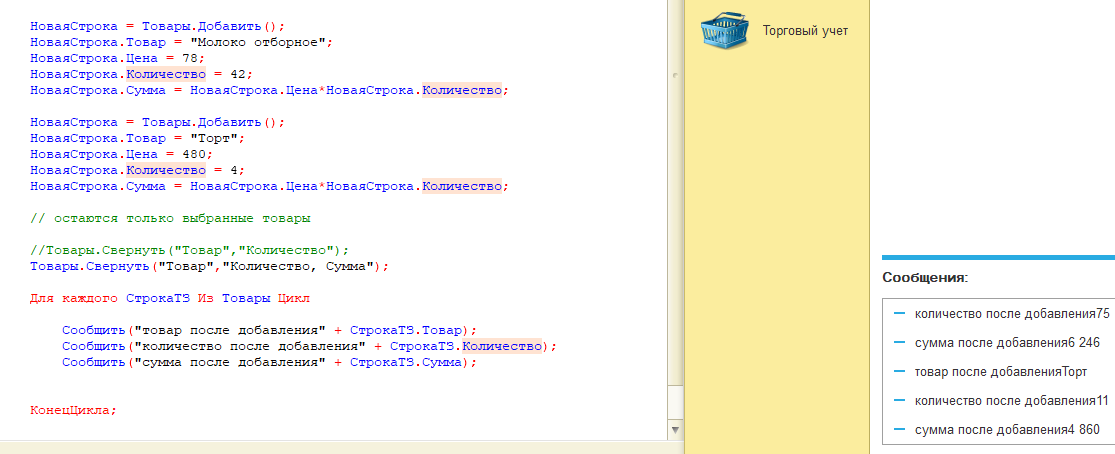 НоваяСтрока = Товары.Добавить();
НоваяСтрока.Товар = "Молоко отборное";
НоваяСтрока.Цена = 78;
НоваяСтрока.Количество = 42;
НоваяСтрока.Сумма = НоваяСтрока.Цена*НоваяСтрока.Количество;
НоваяСтрока = Товары.Добавить();
НоваяСтрока.Товар = "Торт";
НоваяСтрока.Цена = 480;
НоваяСтрока.Количество = 4;
НоваяСтрока.Сумма = НоваяСтрока.Цена*НоваяСтрока.Количество;
// остаются только выбранные товары
//Товары.Свернуть("Товар","Количество");
Товары.Свернуть("Товар","Количество, Сумма");
Для каждого СтрокаТЗ Из Товары Цикл
Сообщить("товар после добавления" + СтрокаТЗ.Товар);
Сообщить("количество после добавления" + СтрокаТЗ.Количество);
Сообщить("сумма после добавления" + СтрокаТЗ.Сумма);
КонецЦикла;
Торговый учет
Сообщения:
количество после добавления75
сумма после добавления6 246
товар после добавленияТорт
количество после добавления11
сумма после добавления4 860